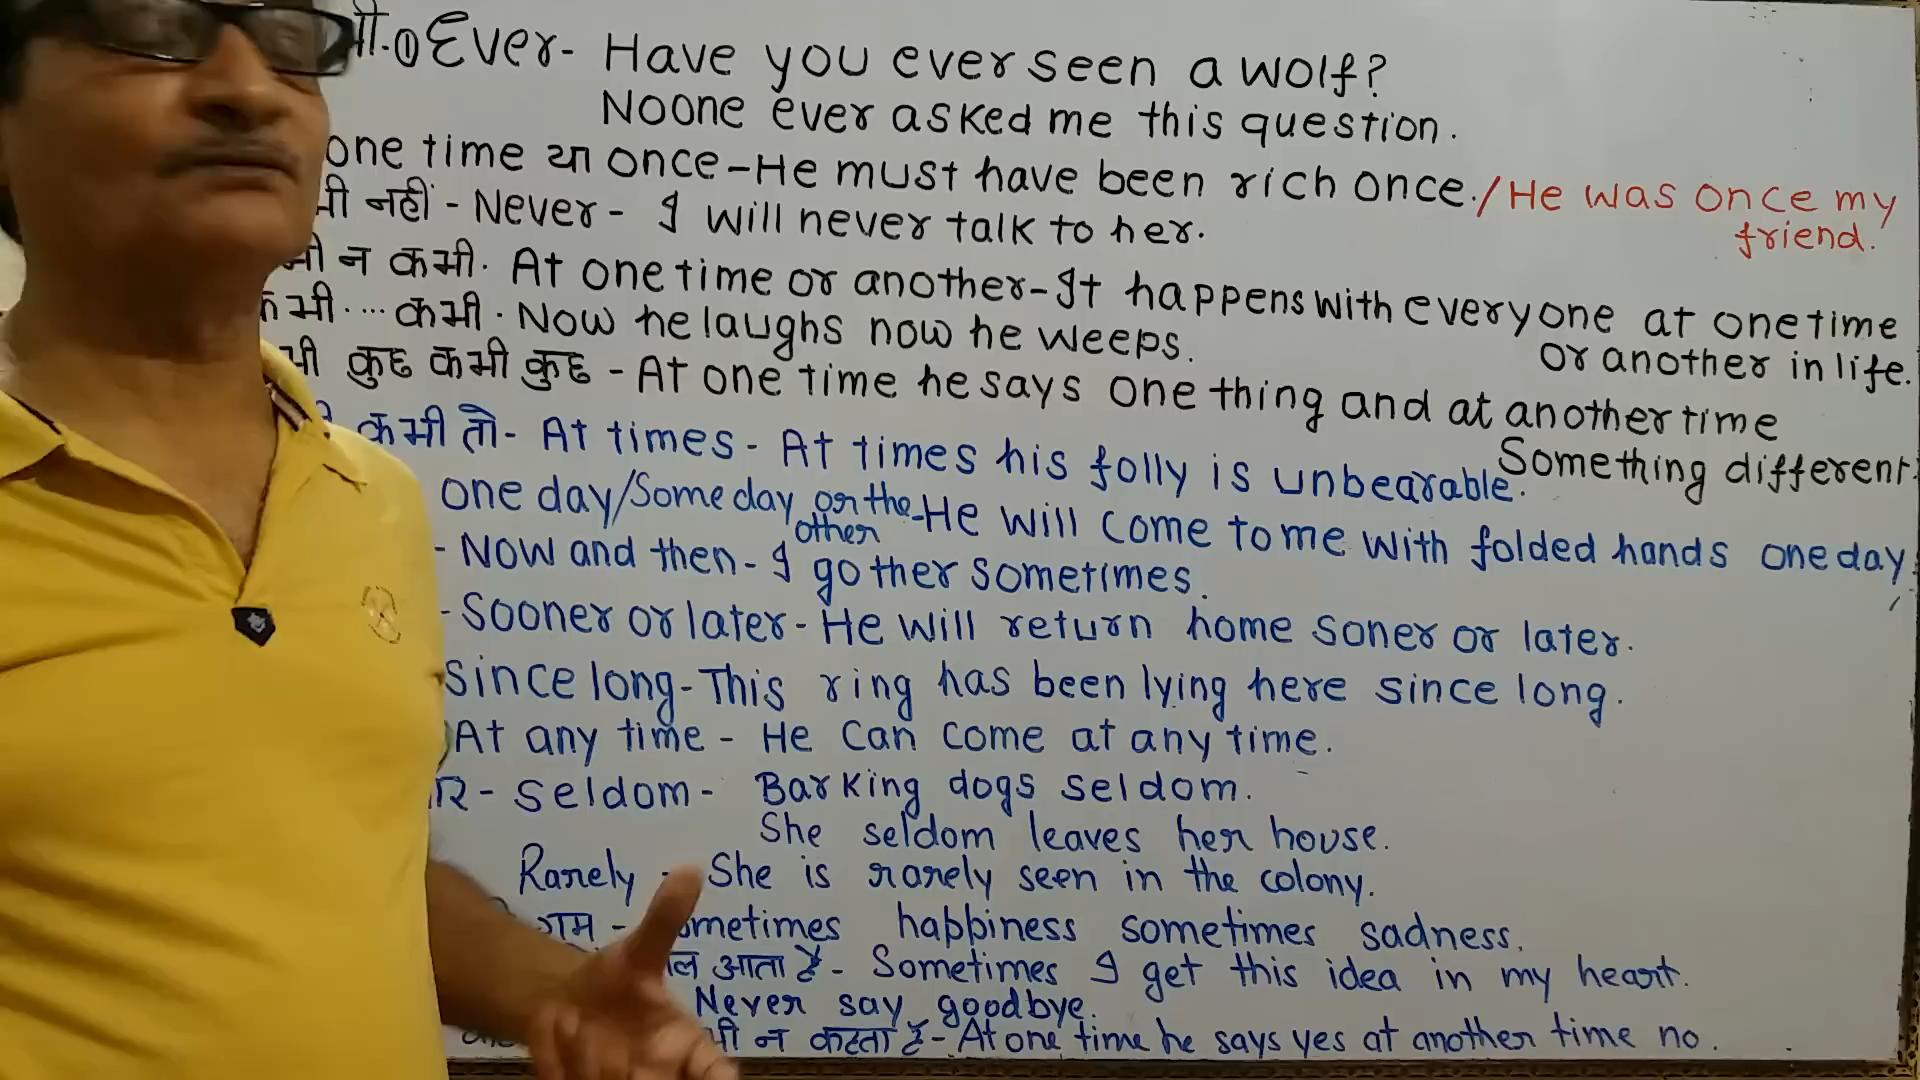 भी.① Ever- Have you ever seen a wolf?
Noone ever asked me this question.
one time या once-He must have been rich once./He was once my
friend.
भी नहीं - Never- I will never talk to her.
भी न कभी. At one time or another-It happens with everyone at one time
or another in life.
कभी....कभी. Now he laughs now he weeps.
भी कुछ कभी कुछ - At one time he says one thing and at another time
Something different.
कभी तो- At times- At times his folly is unbearable.
one day/Some day or the other-He will come to me with folded hands one day
- Now and then- I go ther sometimes.
-Sooner or later- He will return home soner or later.
since long-This ring has been lying here since long.
At any time - He can come at any time.
- seldom- Barking dogs seldom.
She seldom leaves her house.
Rarely - She is rarely seen in the colony.
ग़म - ometimes happiness sometimes sadness.
आता है- Sometimes I get this idea in my heart.
Never say goodbye.
भी न कहता है-At one time he says yes at another time no.